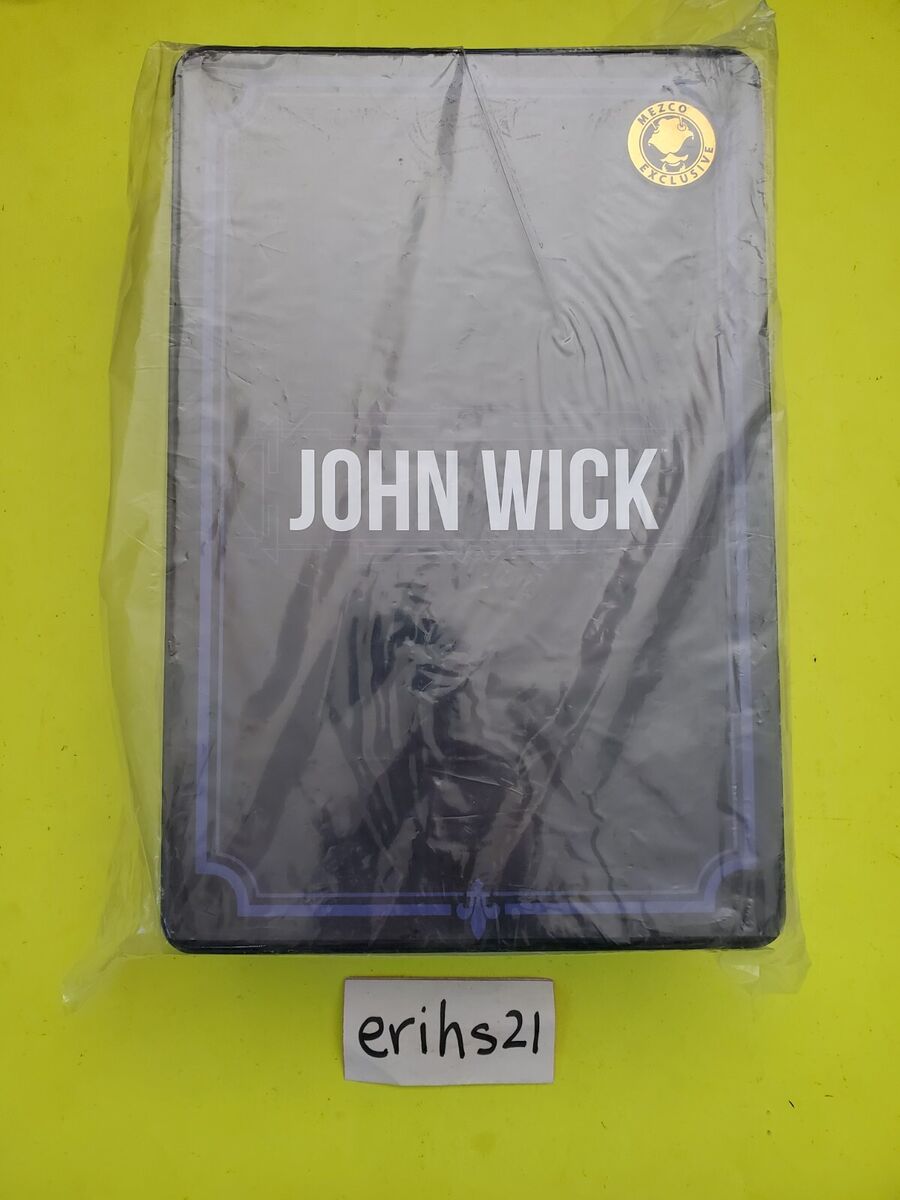 MEZCO
EXCLUSIVE
JOHN WICK
erihs21